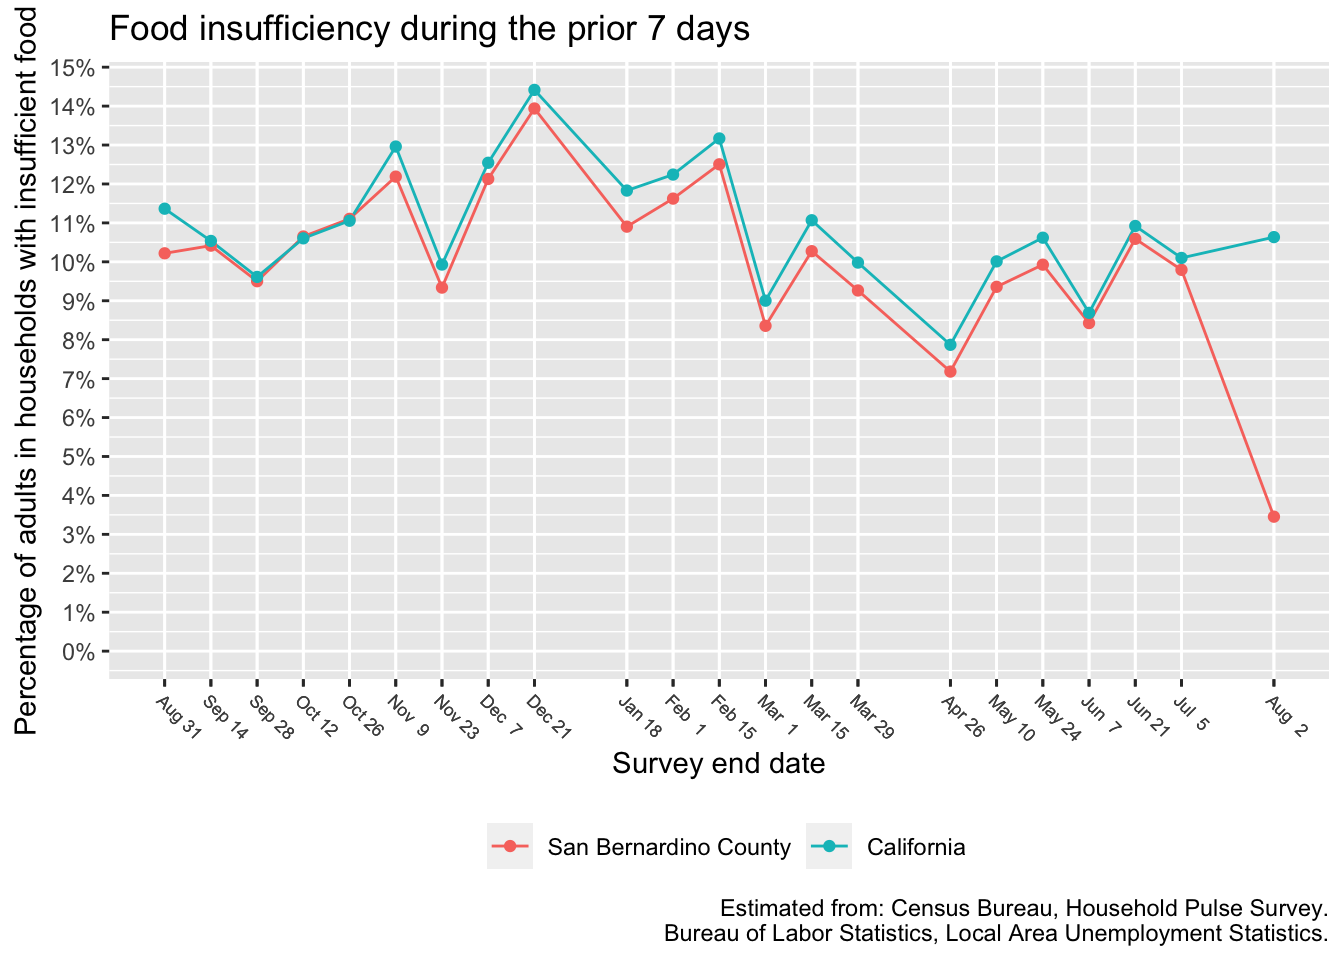 Food insufficiency during the prior 7 days
Percentage of adults in households with insufficient food
15%
14%
13%
12%
11%
10%
9%
8%
7%
6%
5%
4%
3%
2%
1%
0%
Aug 31
Sep 14
Sep 28
Oct 12
Oct 26
Nov 9
Nov 23
Dec 7
Dec 21
Jan 18
Feb 1
Feb 15
Mar 1
Mar 15
Mar 29
Apr 26
May 10
May 24
Jun 7
Jun 21
Jul 5
Aug 2
Survey end date
San Bernardino County
California
Estimated from: Census Bureau, Household Pulse Survey.
Bureau of Labor Statistics, Local Area Unemployment Statistics.